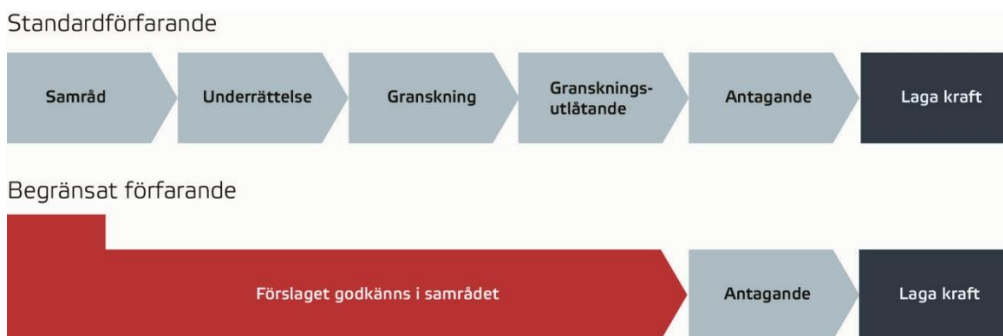 Standardförfarande
Samråd
Underrättelse
Granskning
Gransknings-
utlåtande
Antagande
Laga kraft
Begränsat förfarande
Förslaget godkänns i samrådet
Antagande
Laga kraft